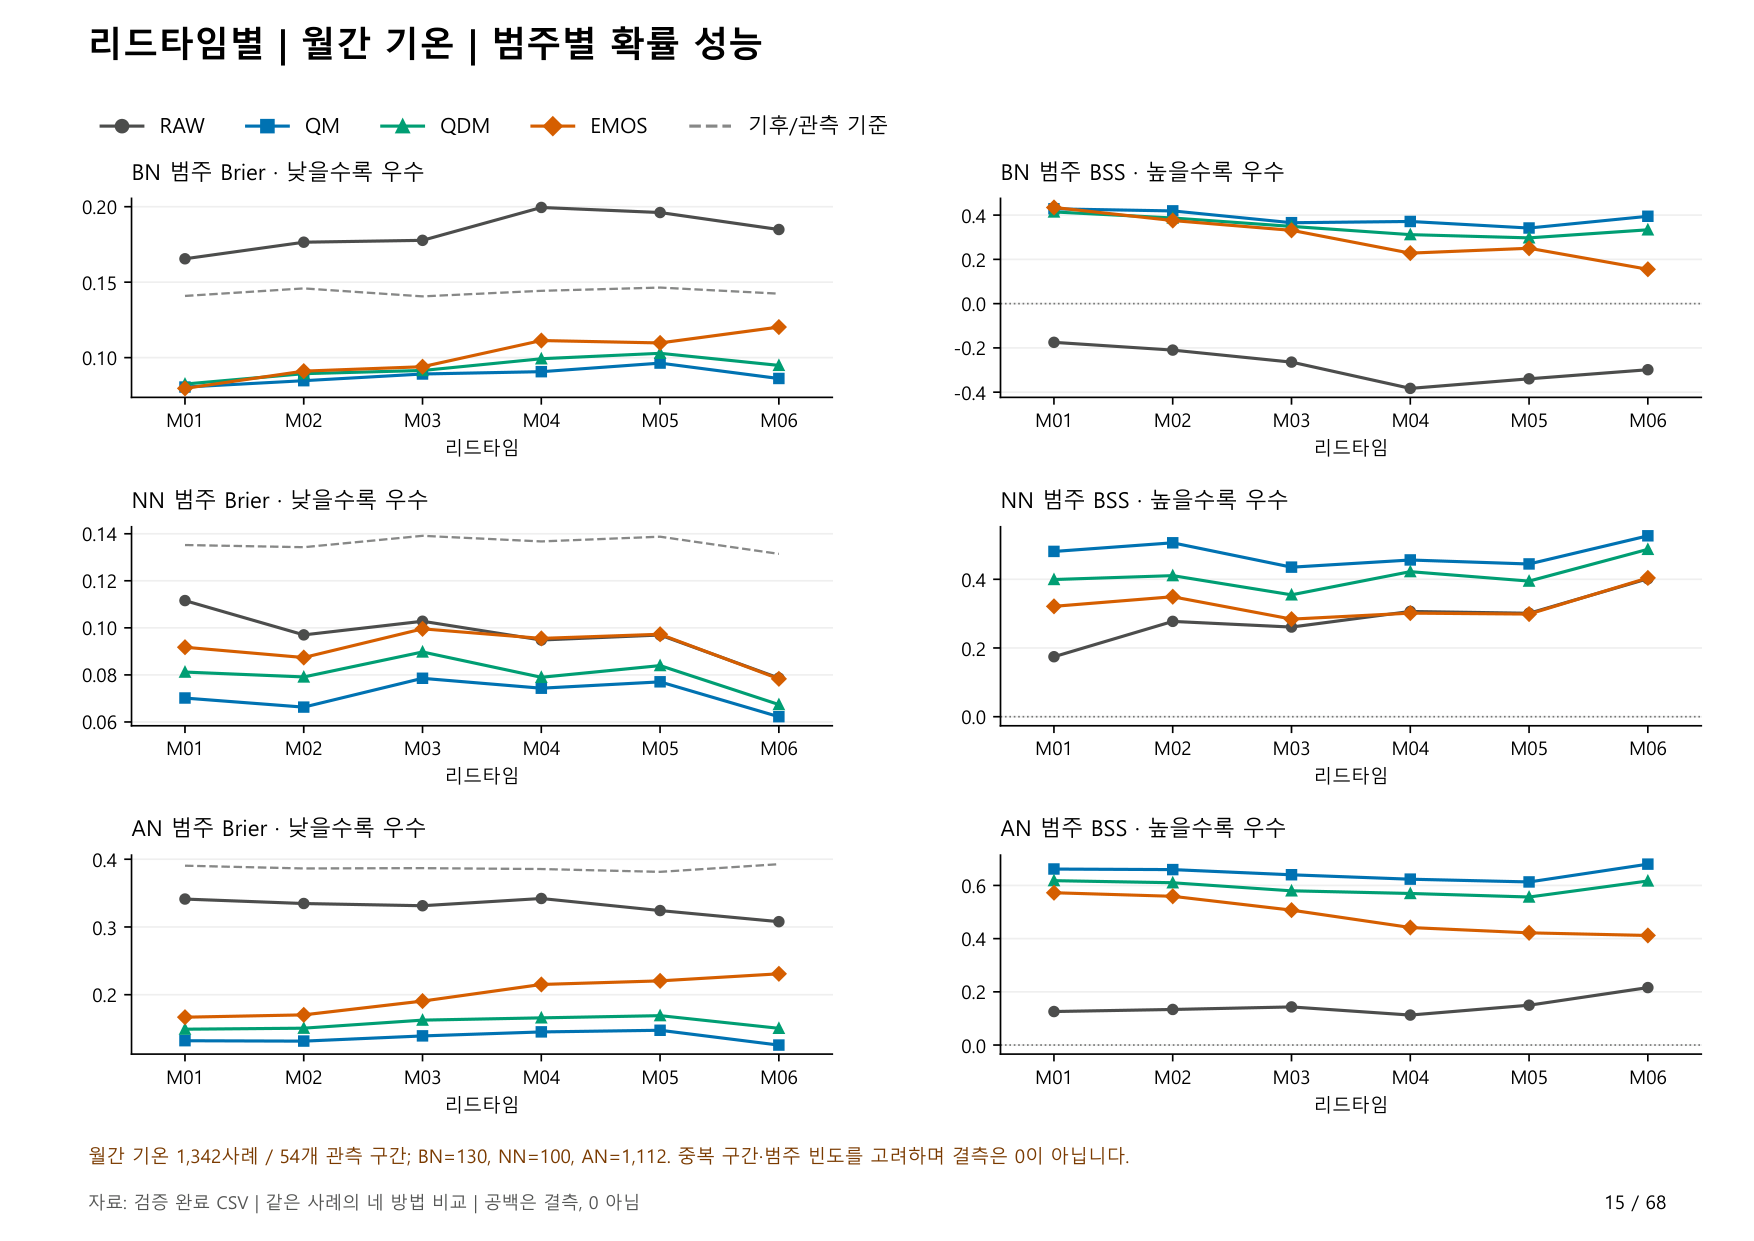 리드타임별 | 월간 기온 | 범주별 확률 성능
RAW QM QDM EMOS 기후/관측 기준
BN 범주 Brier · 낮을수록 우수
0.20
0.15
0.10
M01 M02 M03 M04 M05 M06
리드타임
BN 범주 BSS · 높을수록 우수
0.4
0.2
0.0
-0.2
-0.4
M01 M02 M03 M04 M05 M06
리드타임
NN 범주 Brier · 낮을수록 우수
0.14
0.12
0.10
0.08
0.06
M01 M02 M03 M04 M05 M06
리드타임
NN 범주 BSS · 높을수록 우수
0.4
0.2
0.0
M01 M02 M03 M04 M05 M06
리드타임
AN 범주 Brier · 낮을수록 우수
0.4
0.3
0.2
M01 M02 M03 M04 M05 M06
리드타임
AN 범주 BSS · 높을수록 우수
0.6
0.4
0.2
0.0
M01 M02 M03 M04 M05 M06
리드타임
월간 기온 1,342사례 / 54개 관측 구간; BN=130, NN=100, AN=1,112. 중복 구간·범주 빈도를 고려하며 결측은 0이 아닙니다.
자료: 검증 완료 CSV | 같은 사례의 네 방법 비교 | 공백은 결측, 0 아님
15 / 68